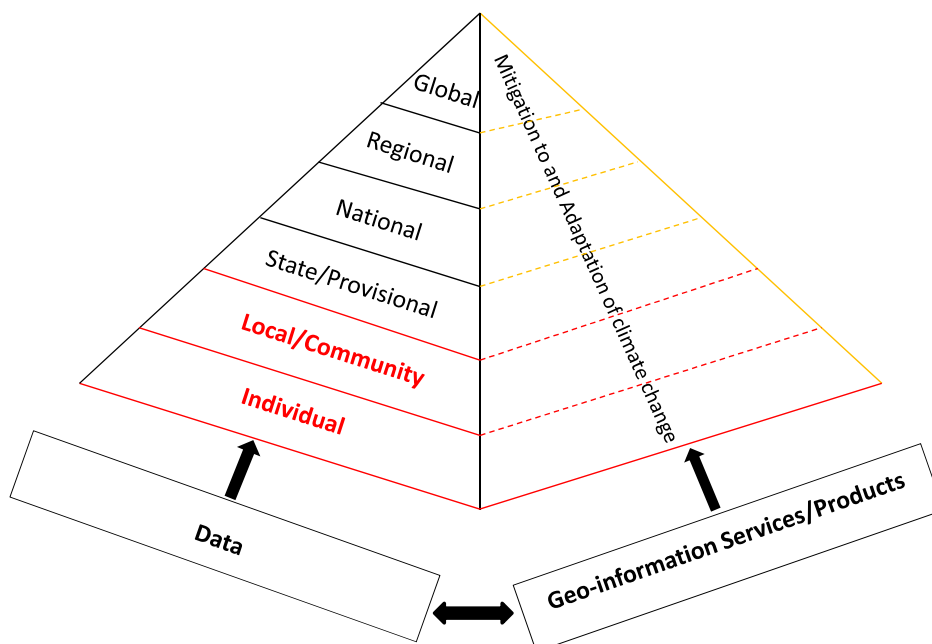 Global
Regional
National
State/Provisional
Local/Community
Individual
Mitigation to and Adaptation of climate change
Data
Geo-information Services/Products